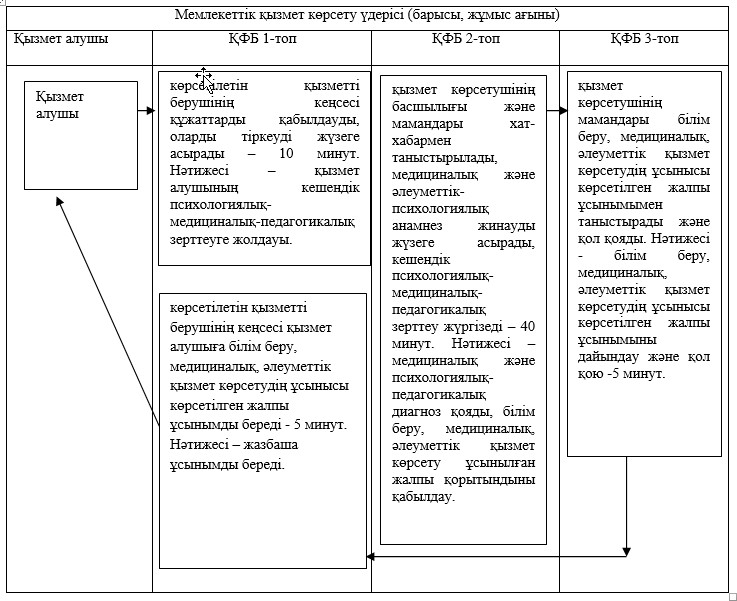 Мемлекеттік қызмет көрсету үдерісі (барысы, жұмыс ағыны)
Қызмет алушы
ҚФБ 1-топ
ҚФБ 2-топ
ҚФБ 3-топ
Қызмет
алушы
көрсетілетін қызметті
берушінің кеңсесі
құжаттарды қабылдауды,
оларды тіркеуді жүзеге
асырады – 10 минут.
Нәтижесі – қызмет
алушының кешендік
психологиялық-
медициналық-педагогикалық
зерттеуге жолдауы.
көрсетілетін қызметті
берушінің кеңсесі қызмет
алушыға білім беру,
медициналық, әлеуметтік
қызмет көрсетудің ұсынысы
көрсетілген жалпы
ұсынымды береді - 5 минут.
Нәтижесі – жазбаша
ұсынымды береді.
қызмет көрсетушінің
басшылығы және
мамандары хат-
хабармен
таныстырылады,
медициналық және
әлеуметтік-
психологиялық
анамнез жинауды
жүзеге асырады,
кешендік
психологиялық-
медициналық-
педагогикалық
зерттеу жүргізеді – 40
минут. Нәтижесі –
медициналық және
психологиялық-
педагогикалық
диагноз қояды, білім
беру, медициналық,
әлеуметтік қызмет
көрсету ұсынылған
жалпы қорытындыны
қабылдау.
қызмет
көрсетушінің
мамандары білім
беру, медициналық,
әлеуметтік қызмет
көрсетудің ұсынысы
көрсетілген жалпы
ұсынымымен
таныстырады және
қол қояды. Нәтижесі
- білім беру,
медициналық,
әлеуметтік қызмет
көрсетудің ұсынысы
көрсетілген жалпы
ұсынымыны
дайындау және қол
қою -5 минут.